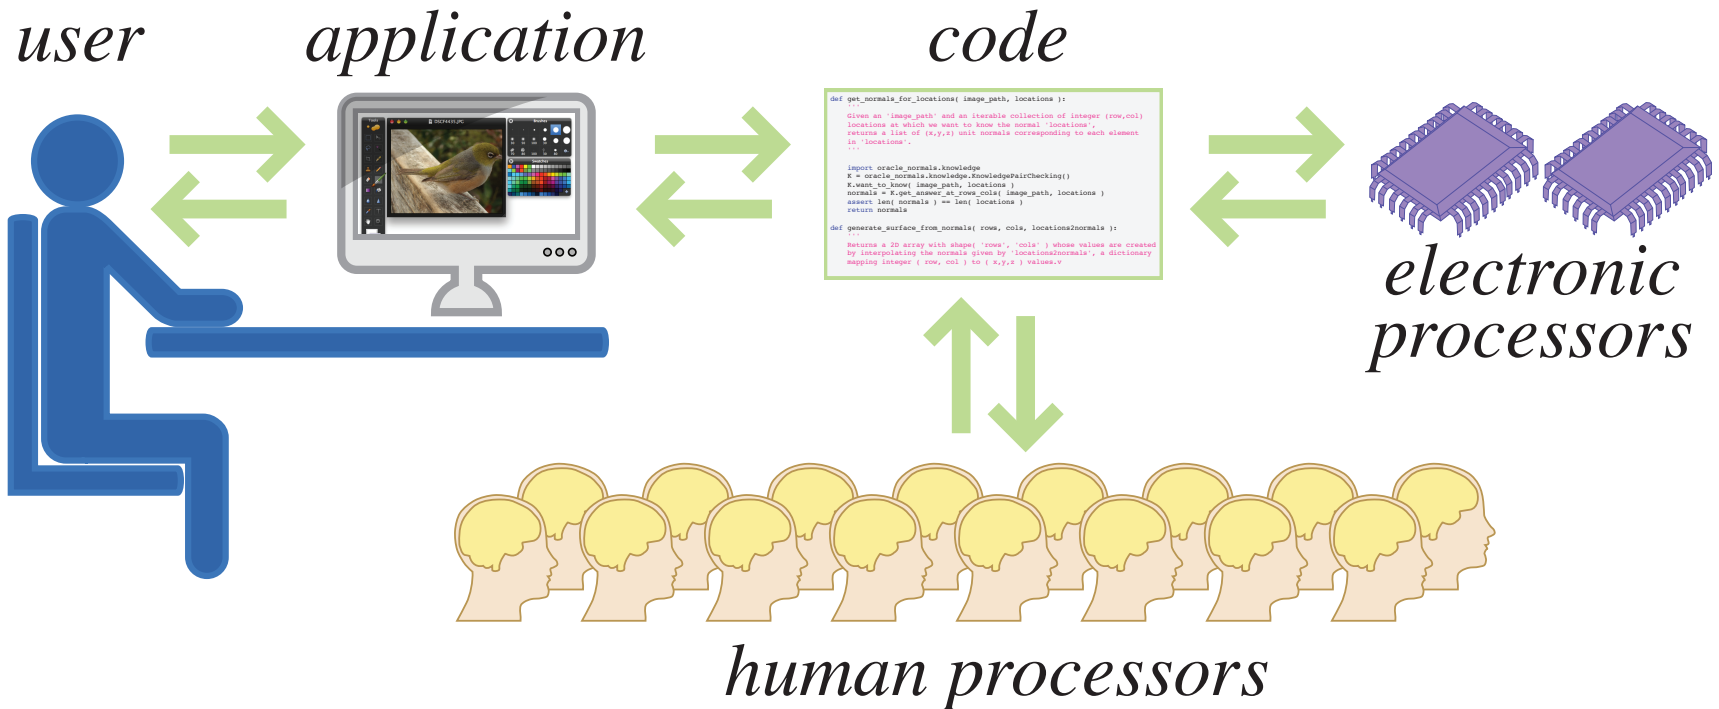 user
application
code
electronic
processors
human processors
DSCF4431.JPG
Brushes
Swatches
def get_normals_for_locations( image_path, locations ):
'''
Given an 'image_path' and an iterable collection of integer (row,col)
locations at which we want to know the normal 'locations',
returns a list of (x,y,z) unit normals corresponding to each element
in 'locations'.
'''
import oracle_normals.knowledge
K = oracle_normals.knowledge.KnowledgePairChecking()
K.want_to_know( image_path, locations )
normals = K.get_answer_at_rows_cols( image_path, locations )
assert len( normals ) == len( locations )
return normals
def generate_surface_from_normals( rows, cols, locations2normals ):
'''
Returns a 2D array with shape( 'rows', 'cols' ) whose values are created
by interpolating the normals given by 'locations2normals', a dictionary
mapping integer ( row, col ) to ( x,y,z ) values.v